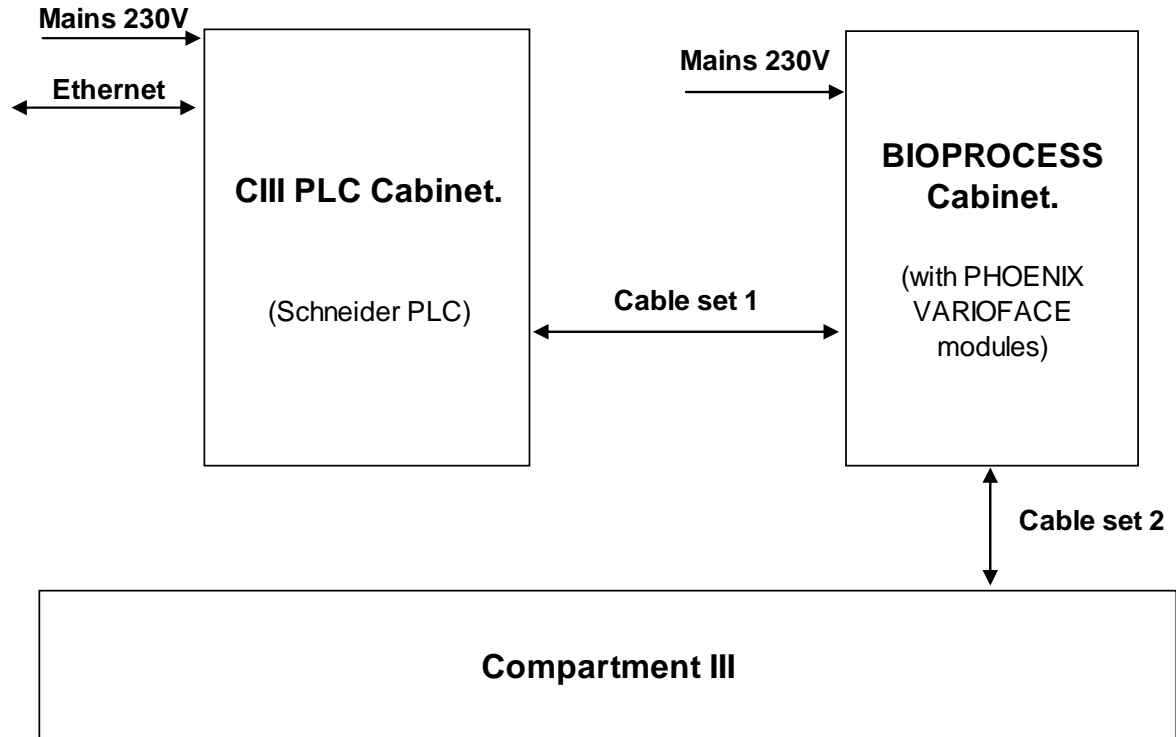 Mains 230V
Ethernet
CIII PLC Cabinet.
(Schneider PLC)
Cable set 1
Mains 230V
BIOPROCESS
Cabinet.
(with PHOENIX
VARIOFACE
modules)
Cable set 2
Compartment III